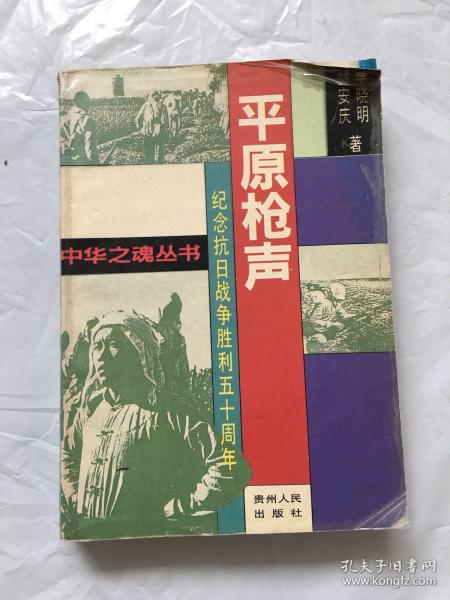 平原枪声
晓明
安庆
著
纪念抗日战争胜利五十周年
中华之魂丛书
贵州人民
出版社
孔夫子旧书网
www.kongfz.com